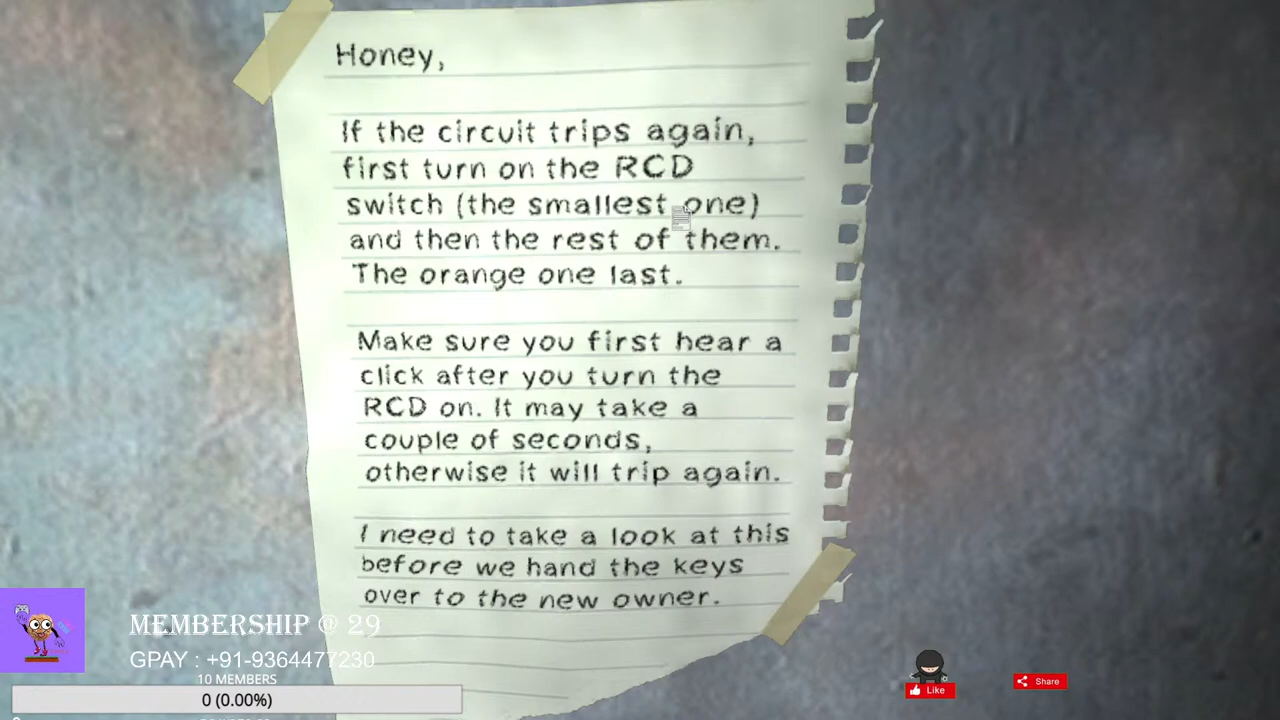 Honey,
If the circuit trips again,
first turn on the RCD
switch (the smallest one)
and then the rest of them.
The orange one last.
Make sure you first hear a
click after you turn the
RCD on. It may take a
couple of seconds,
otherwise it will trip again.
I need to take a look at this
before we hand the keys
over to the new owner.
MEMBERSHIP @ 29
GPAY : +91-9364477230
10 MEMBERS
0 (0.00%)
Like
Share